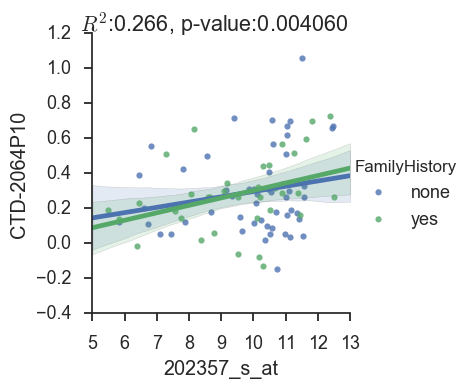 R²:0.266, p-value:0.004060
1.2
1.0
0.8
0.6
0.4
0.2
0.0
−0.2
−0.4
CTD-2064P10
5 6 7 8 9 10 11 12 13
202357_s_at
FamilyHistory
none
yes